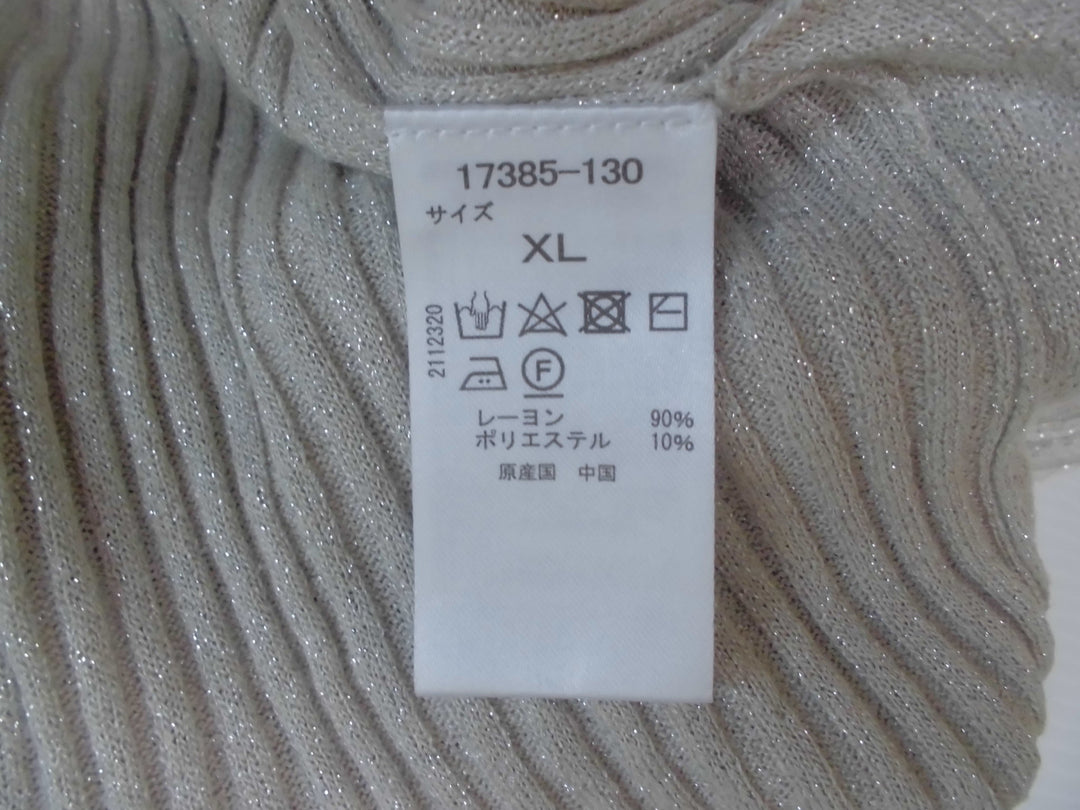 17385-130
サイズ
XL
2112320
F
レーヨン 90%
ポリエステル 10%
原産国 中国